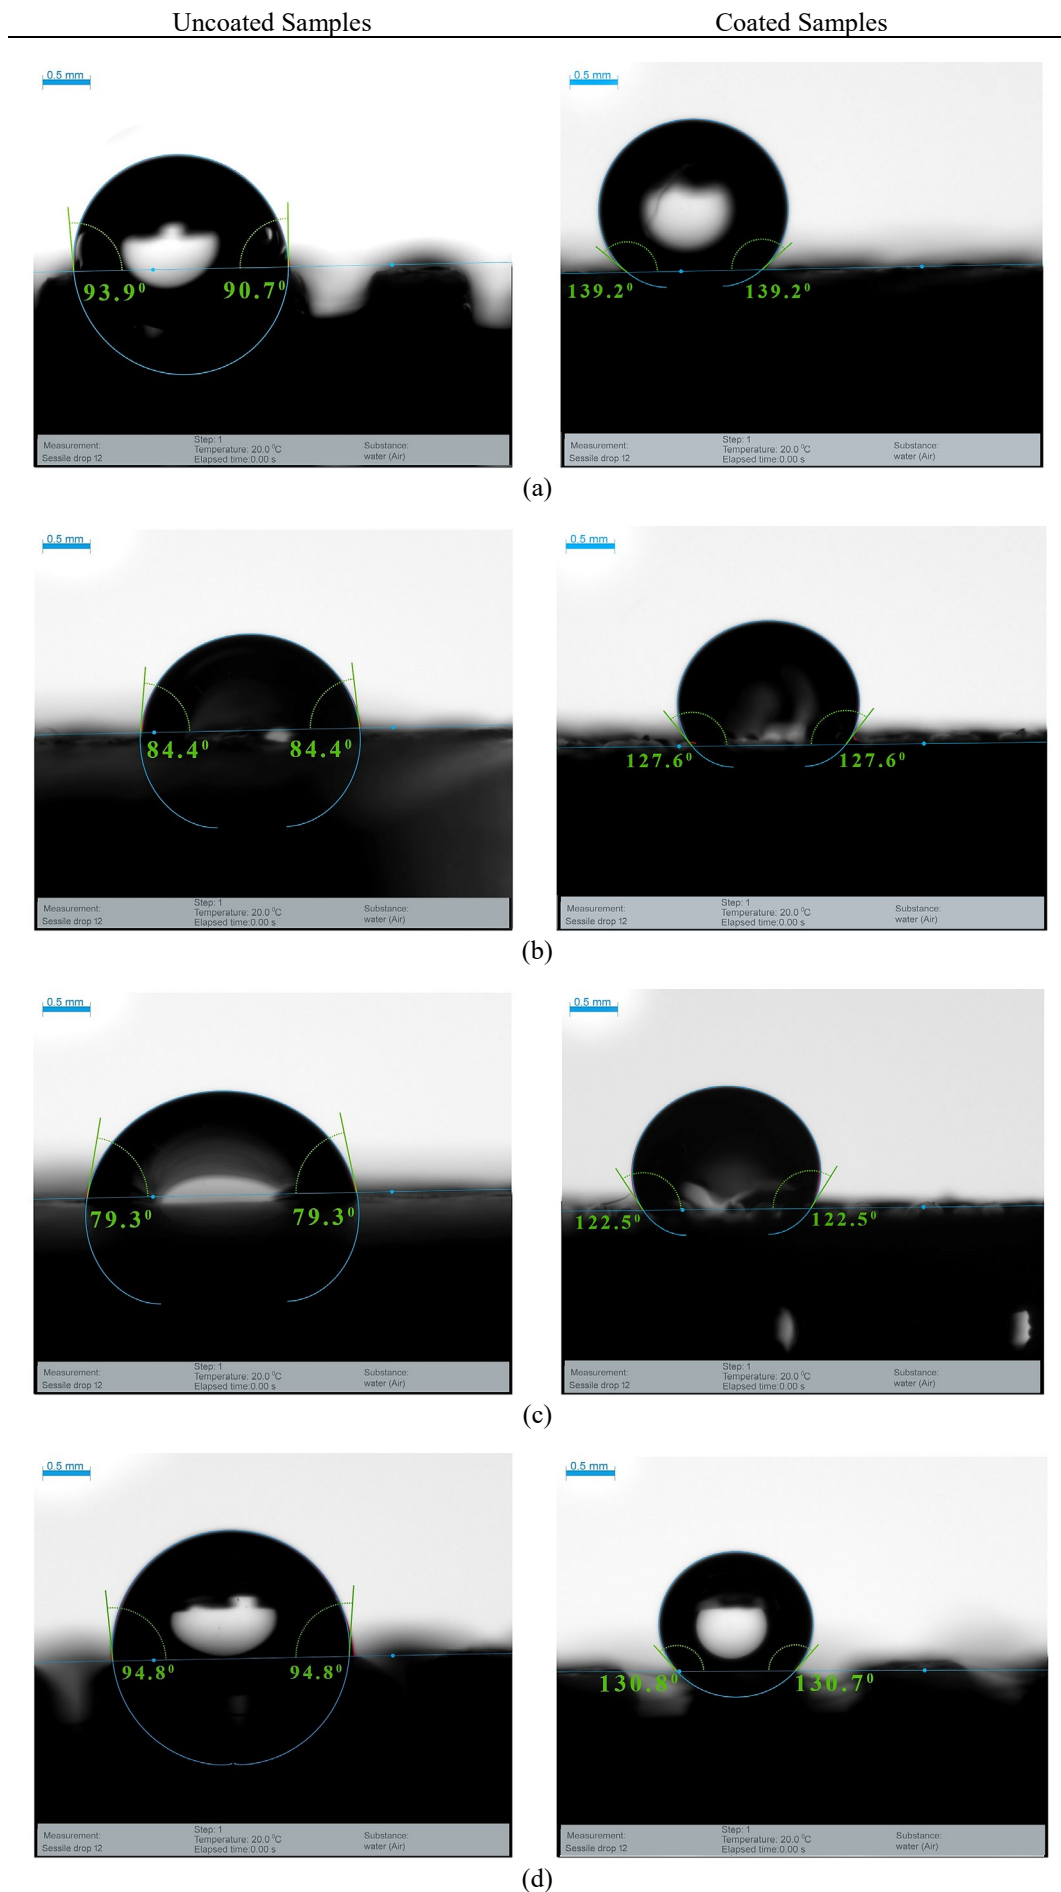 Uncoated Samples Coated Samples
0.5 mm 0.5 mm
93.9⁰ 90.7⁰ 139.2⁰ 139.2⁰
Measurement: Step: 1 Substance: Measurement: Step: 1 Substance:
Sessile drop 12 Temperature: 20.0 ⁰C water (Air) Sessile drop 12 Temperature: 20.0 ⁰C water (Air)
Elapsed time:0.00 s Elapsed time:0.00 s
(a)
0.5 mm 0.5 mm
84.4⁰ 84.4⁰ 127.6⁰ 127.6⁰
Measurement: Step: 1 Substance: Measurement: Step: 1 Substance:
Sessile drop 12 Temperature: 20.0 ⁰C water (Air) Sessile drop 12 Temperature: 20.0 ⁰C water (Air)
Elapsed time:0.00 s Elapsed time:0.00 s
(b)
0.5 mm 0.5 mm
79.3⁰ 79.3⁰ 122.5⁰ 122.5⁰
Measurement: Step: 1 Substance: Measurement: Step: 1 Substance:
Sessile drop 12 Temperature: 20.0 ⁰C water (Air) Sessile drop 12 Temperature: 20.0 ⁰C water (Air)
Elapsed time:0.00 s Elapsed time:0.00 s
(c)
0.5 mm 0.5 mm
94.8⁰ 94.8⁰ 130.8⁰ 130.7⁰
Measurement: Step: 1 Substance: Measurement: Step: 1 Substance:
Sessile drop 12 Temperature: 20.0 ⁰C water (Air) Sessile drop 12 Temperature: 20.0 ⁰C water (Air)
Elapsed time:0.00 s Elapsed time:0.00 s
(d)